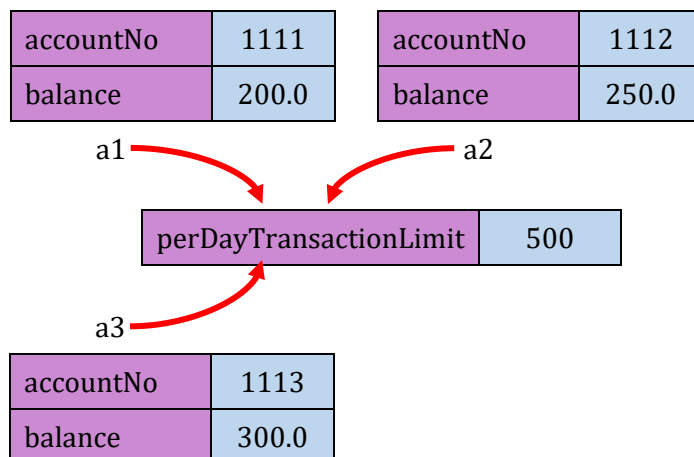 accountNo 1111
balance 200.0
accountNo 1112
balance 250.0
a1
a2
perDayTransactionLimit 500
a3
accountNo 1113
balance 300.0